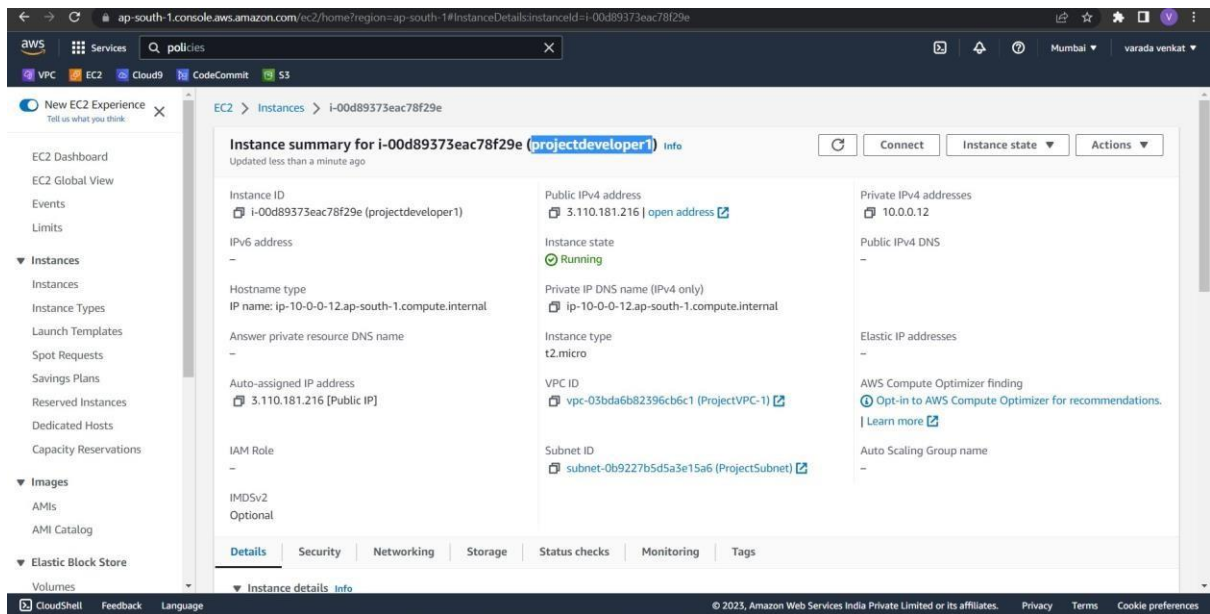 ap-south-1.console.aws.amazon.com/ec2/home?region=ap-south-1#InstanceDetails:instanceId=i-00d89373eac78f29e
V
aws Services policies Mumbai varada venkat
VPC EC2 Cloud9 CodeCommit S3
New EC2 Experience
Tell us what you think
EC2 Dashboard
EC2 Global View
Events
Limits
Instances
Instances
Instance Types
Launch Templates
Spot Requests
Savings Plans
Reserved Instances
Dedicated Hosts
Capacity Reservations
Images
AMIs
AMI Catalog
Elastic Block Store
Volumes
EC2 > Instances > i-00d89373eac78f29e
Instance summary for i-00d89373eac78f29e (projectdeveloper1) Info
Updated less than a minute ago
Connect Instance state Actions
Instance ID
i-00d89373eac78f29e (projectdeveloper1)
Public IPv4 address
3.110.181.216 | open address
Private IPv4 addresses
10.0.0.12
IPv6 address
–
Instance state
Running
Public IPv4 DNS
–
Hostname type
IP name: ip-10-0-0-12.ap-south-1.compute.internal
Private IP DNS name (IPv4 only)
ip-10-0-0-12.ap-south-1.compute.internal
Answer private resource DNS name
–
Instance type
t2.micro
Elastic IP addresses
–
Auto-assigned IP address
3.110.181.216 [Public IP]
VPC ID
vpc-03bda6b82396cb6c1 (ProjectVPC-1)
AWS Compute Optimizer finding
Opt-in to AWS Compute Optimizer for recommendations.
| Learn more
IAM Role
–
Subnet ID
subnet-0b9227b5d5a3e15a6 (ProjectSubnet)
Auto Scaling Group name
–
IMDSv2
Optional
Details Security Networking Storage Status checks Monitoring Tags
Instance details Info
CloudShell Feedback Language © 2023, Amazon Web Services India Private Limited or its affiliates. Privacy Terms Cookie preferences